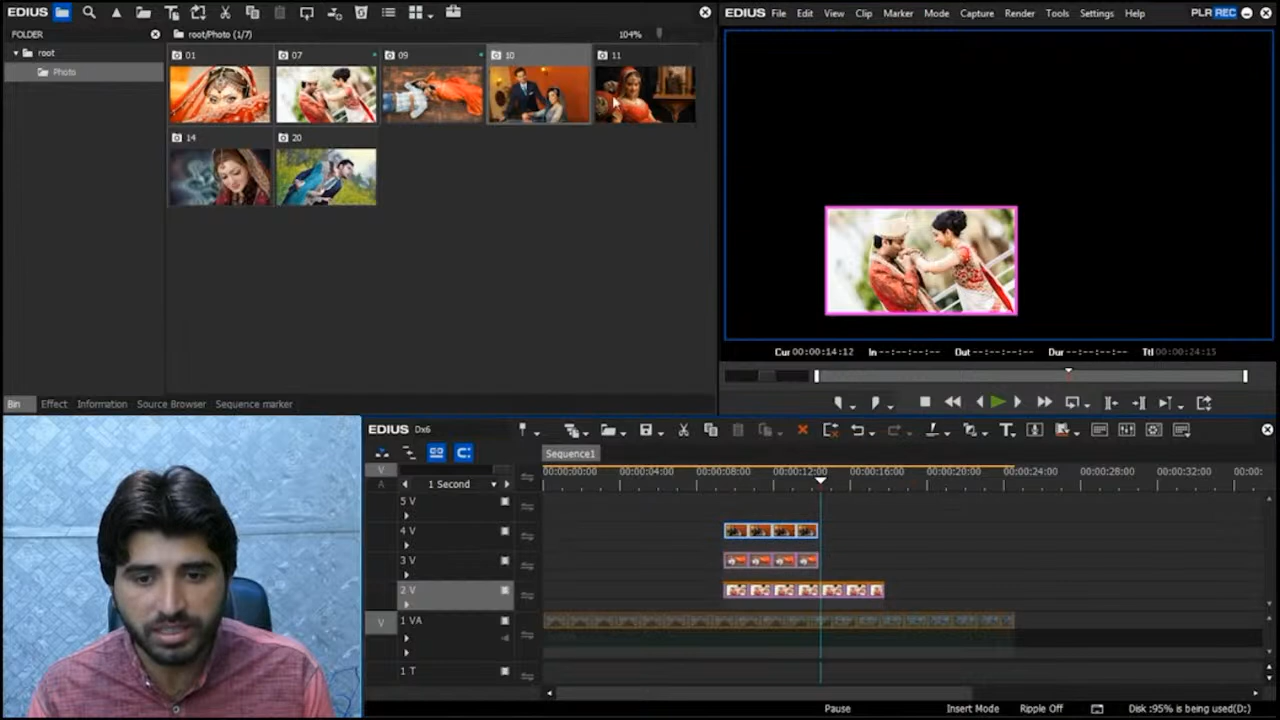 EDIUS
FOLDER
root/Photo (1/7)
104%
root
Photo
01
07
09
10
11
14
20
Bin
Effect
Information
Source Browser
Sequence marker
EDIUS
File
Edit
View
Clip
Marker
Mode
Capture
Render
Tools
Settings
Help
PLR REC
Cur 00:00:14:12
In --:--:--:--
Out --:--:--:--
Dur --:--:--:--
Ttl 00:00:24:15
EDIUS
Dx6
Sequence1
V
A
1 Second
00:00:00:00
00:00:04:00
00:00:08:00
00:00:12:00
00:00:16:00
00:00:20:00
00:00:24:00
00:00:28:00
00:00:32:00
00:00:
5 V
4 V
3 V
2 V
V
1 VA
1 T
Pause
Insert Mode
Ripple Off
Disk :95% is being used(D:)